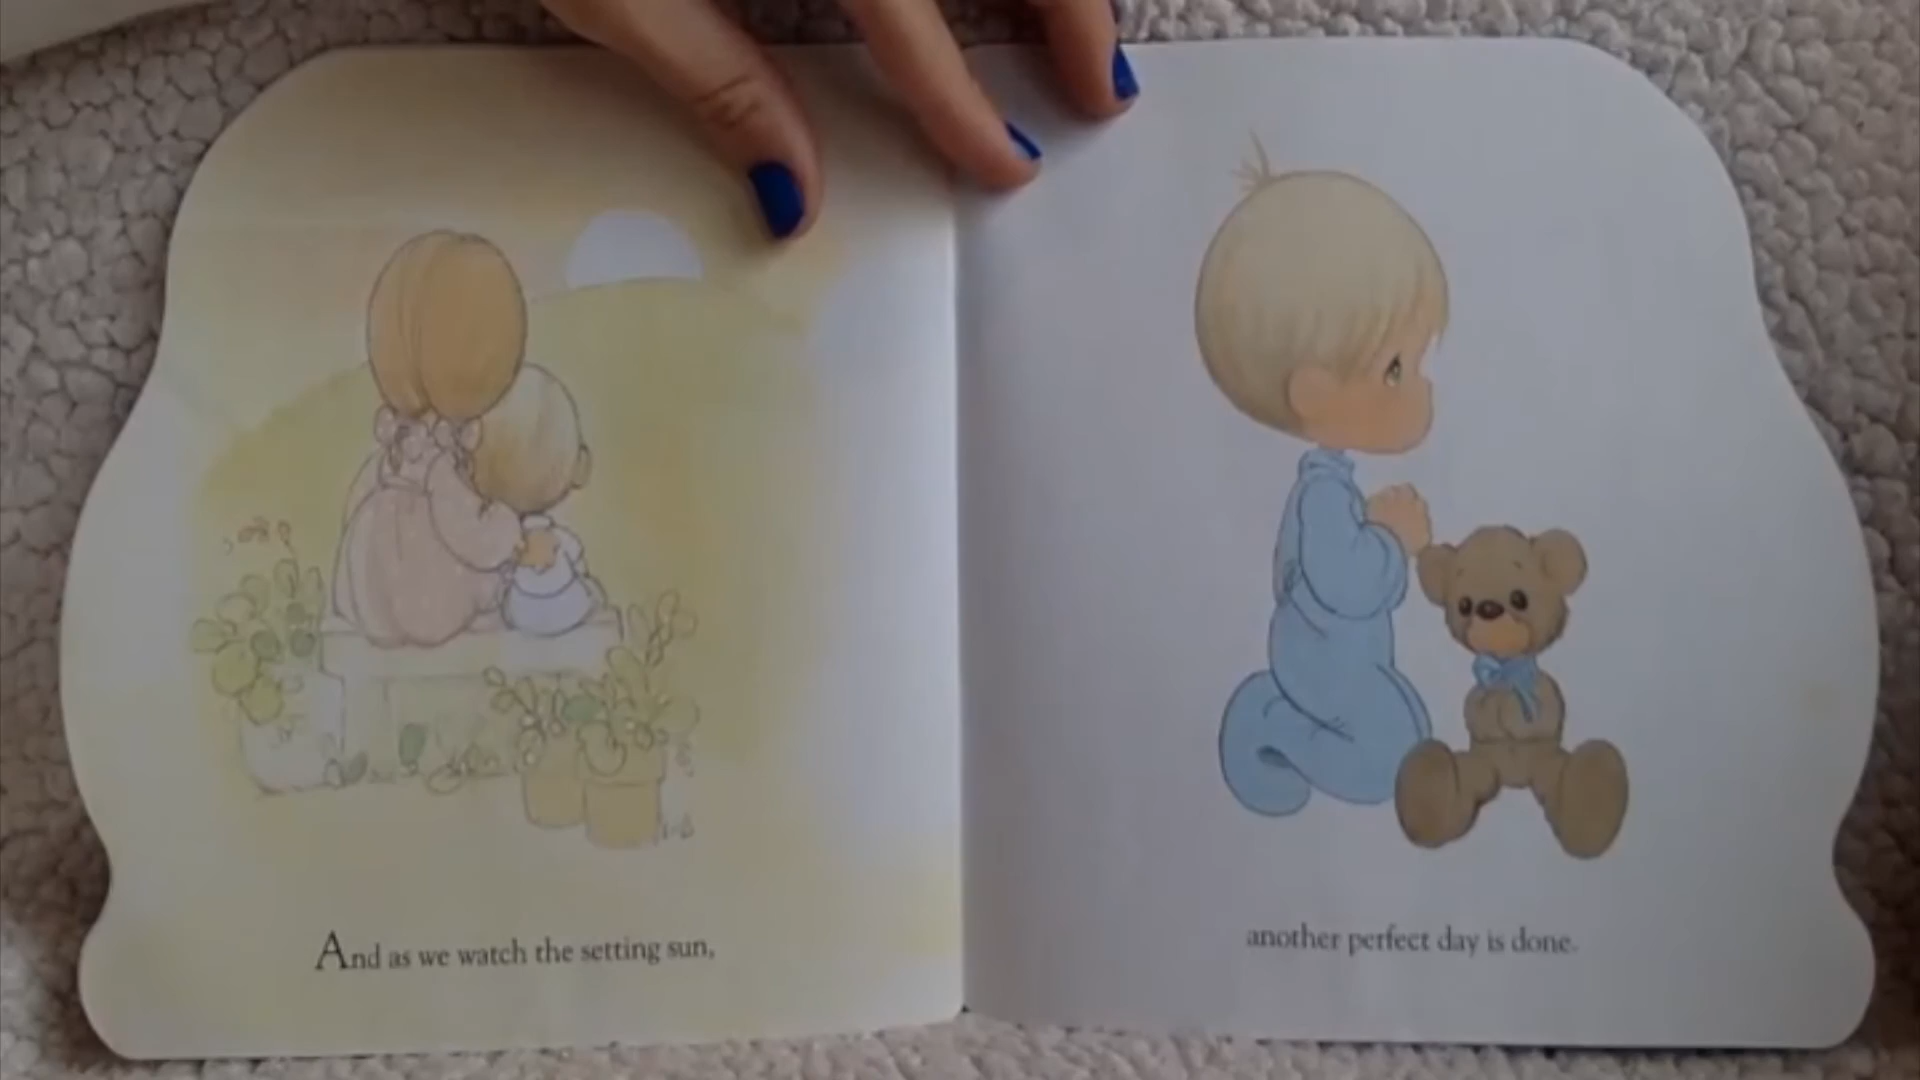 And as we watch the setting sun,
another perfect day is done.